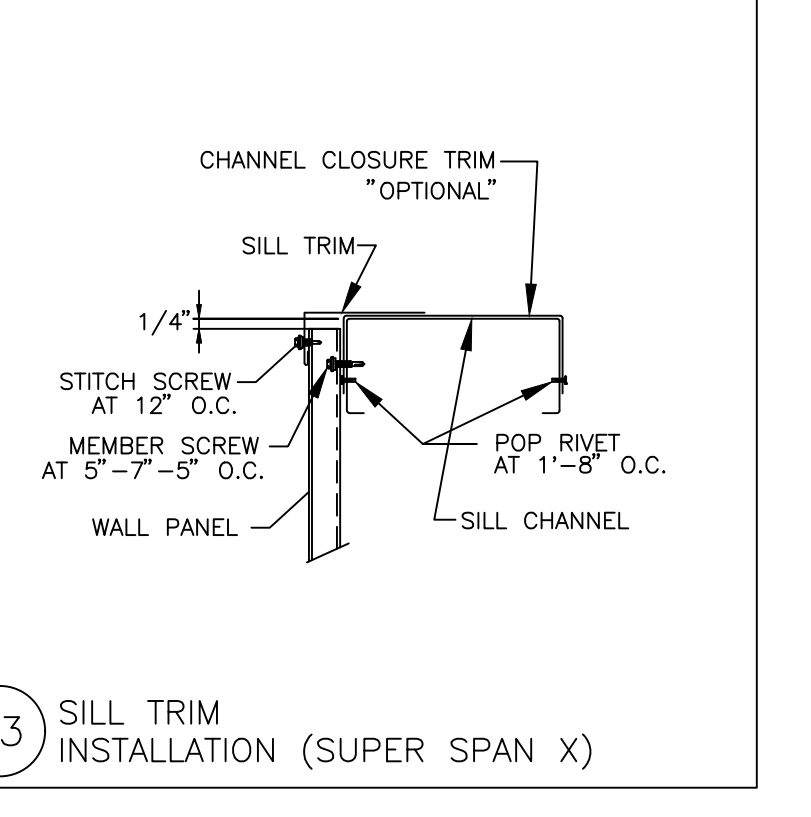 CHANNEL CLOSURE TRIM
"OPTIONAL"
SILL TRIM
1/4"
STITCH SCREW
AT 12" O.C.
MEMBER SCREW
AT 5"-7"-5" O.C.
POP RIVET
AT 1'-8" O.C.
WALL PANEL
SILL CHANNEL
3
SILL TRIM
INSTALLATION (SUPER SPAN X)